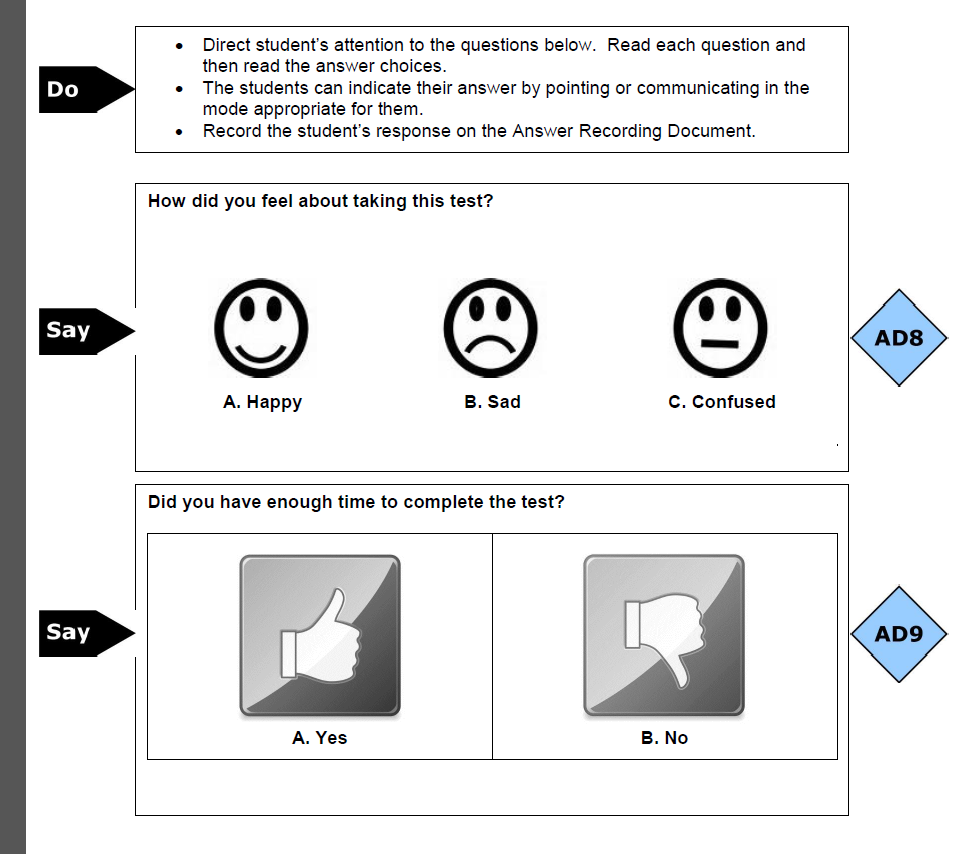 Do
• Direct student's attention to the questions below.  Read each question and
then read the answer choices.
• The students can indicate their answer by pointing or communicating in the
mode appropriate for them.
• Record the student's response on the Answer Recording Document.
How did you feel about taking this test?
Say
AD8
A. Happy
B. Sad
C. Confused
.
Did you have enough time to complete the test?
Say
AD9
A. Yes
B. No